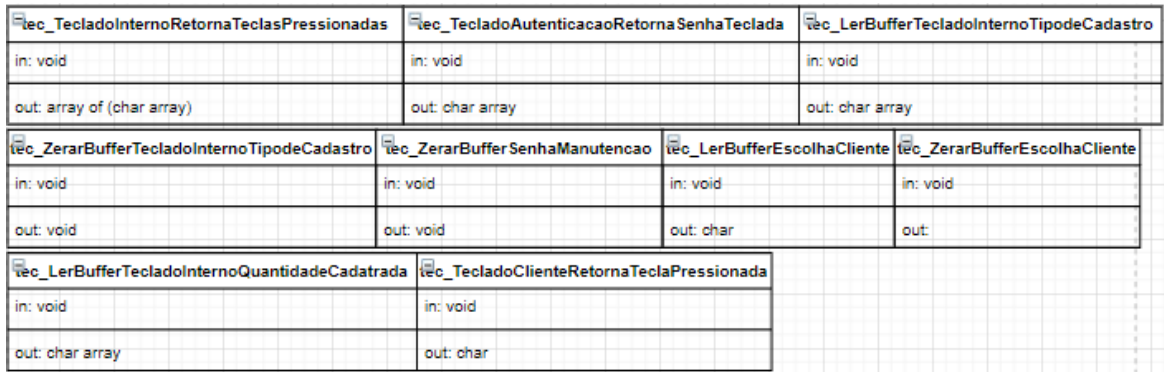 tec_TecladoInternoRetornaTeclasPressionadas tec_TecladoAutenticacaoRetornaSenhaTeclada tec_LerBufferTecladoInternoTipodeCadastro
in: void in: void in: void
out: array of (char array) out: char array out: char array
tec_ZerarBufferTecladoInternoTipodeCadastro tec_ZerarBufferSenhaManutencao tec_LerBufferEscolhaCliente tec_ZerarBufferEscolhaCliente
in: void in: void in: void in: void
out: void out: void out: char out:
tec_LerBufferTecladoInternoQuantidadeCadatrada tec_TecladoClienteRetornaTeclaPressionada
in: void in: void
out: char array out: char